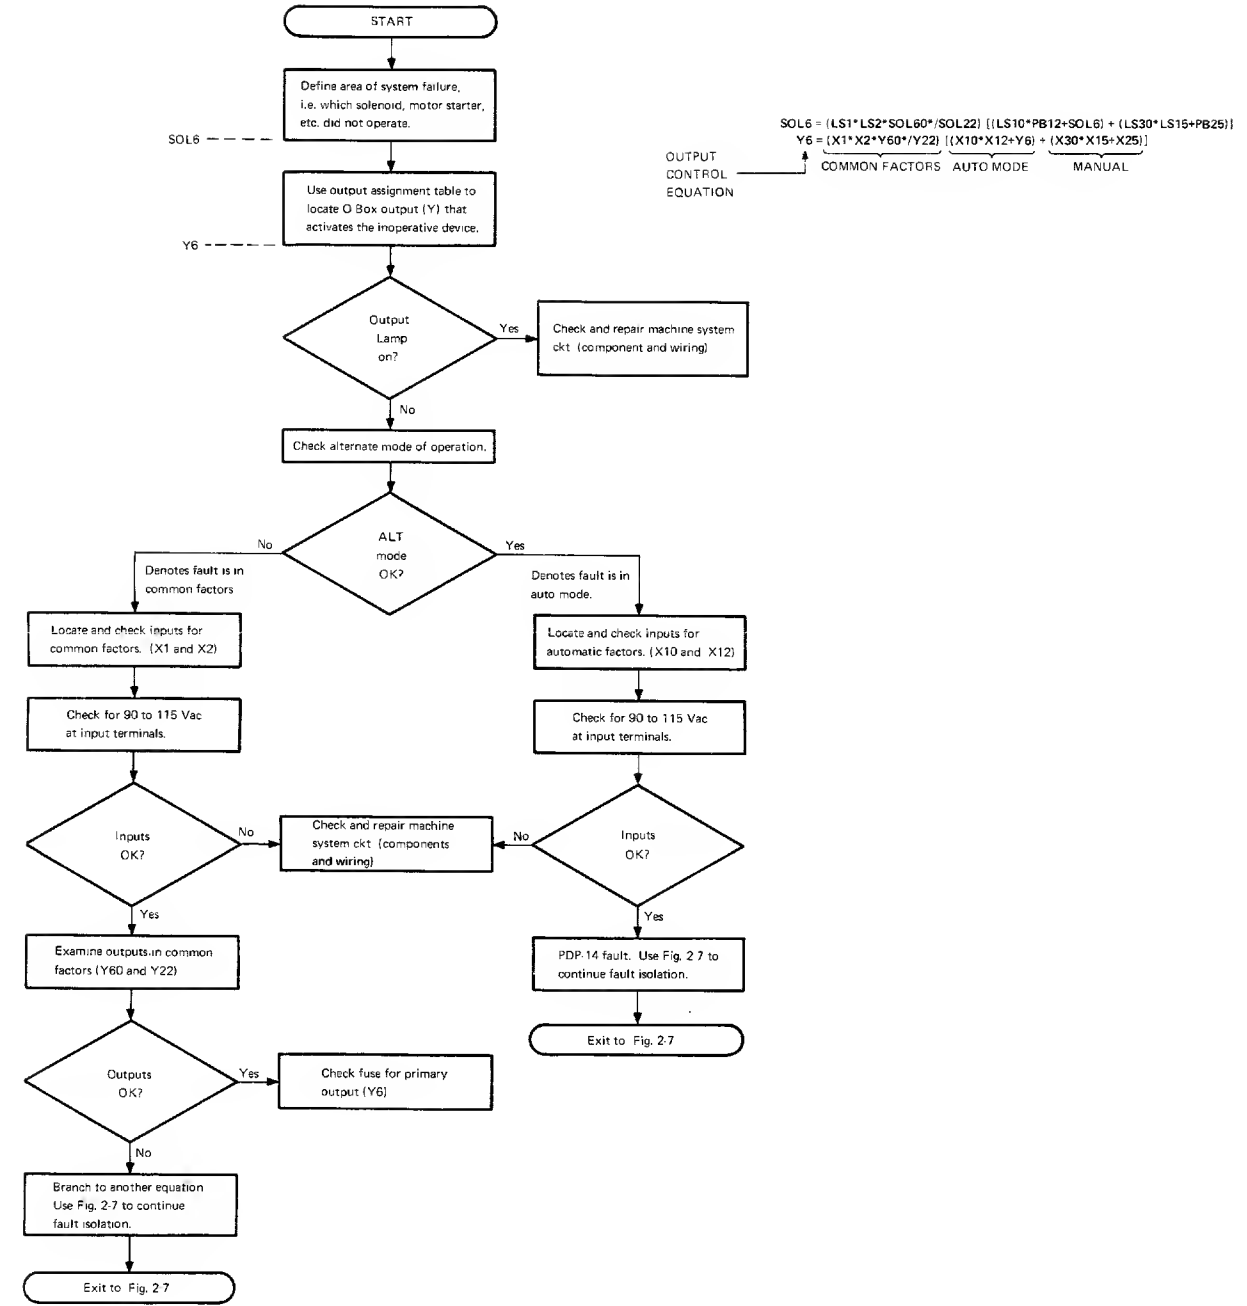 START
Define area of system failure,
i.e. which solenoid, motor starter,
etc. did not operate.
SOL6
SOL6 = (LS1*LS2*SOL60*/SOL22) [(LS10*PB12+SOL6) + (LS30*LS15+PB25)]
Y6 = (X1*X2*Y60*/Y22) [(X10*X12+Y6) + (X30*X15+X25)]
OUTPUT
CONTROL
EQUATION
COMMON FACTORS
AUTO MODE
MANUAL
Use output assignment table to
locate O Box output (Y) that
activates the inoperative device.
Y6
Output
Lamp
on?
Yes
Check and repair machine system
ckt (component and wiring)
No
Check alternate mode of operation.
ALT
mode
OK?
No
Yes
Denotes fault is in
common factors
Denotes fault is in
auto mode.
Locate and check inputs for
common factors. (X1 and X2)
Locate and check inputs for
automatic factors. (X10 and X12)
Check for 90 to 115 Vac
at input terminals.
Check for 90 to 115 Vac
at input terminals.
Inputs
OK?
No
Check and repair machine
system ckt (components
and wiring)
No
Inputs
OK?
Yes
Yes
Examine outputs in common
factors (Y60 and Y22)
PDP-14 fault. Use Fig. 2 7 to
continue fault isolation.
Exit to Fig. 2-7
Outputs
OK?
Yes
Check fuse for primary
output (Y6)
No
Branch to another equation
Use Fig. 2-7 to continue
fault isolation.
Exit to Fig. 2-7